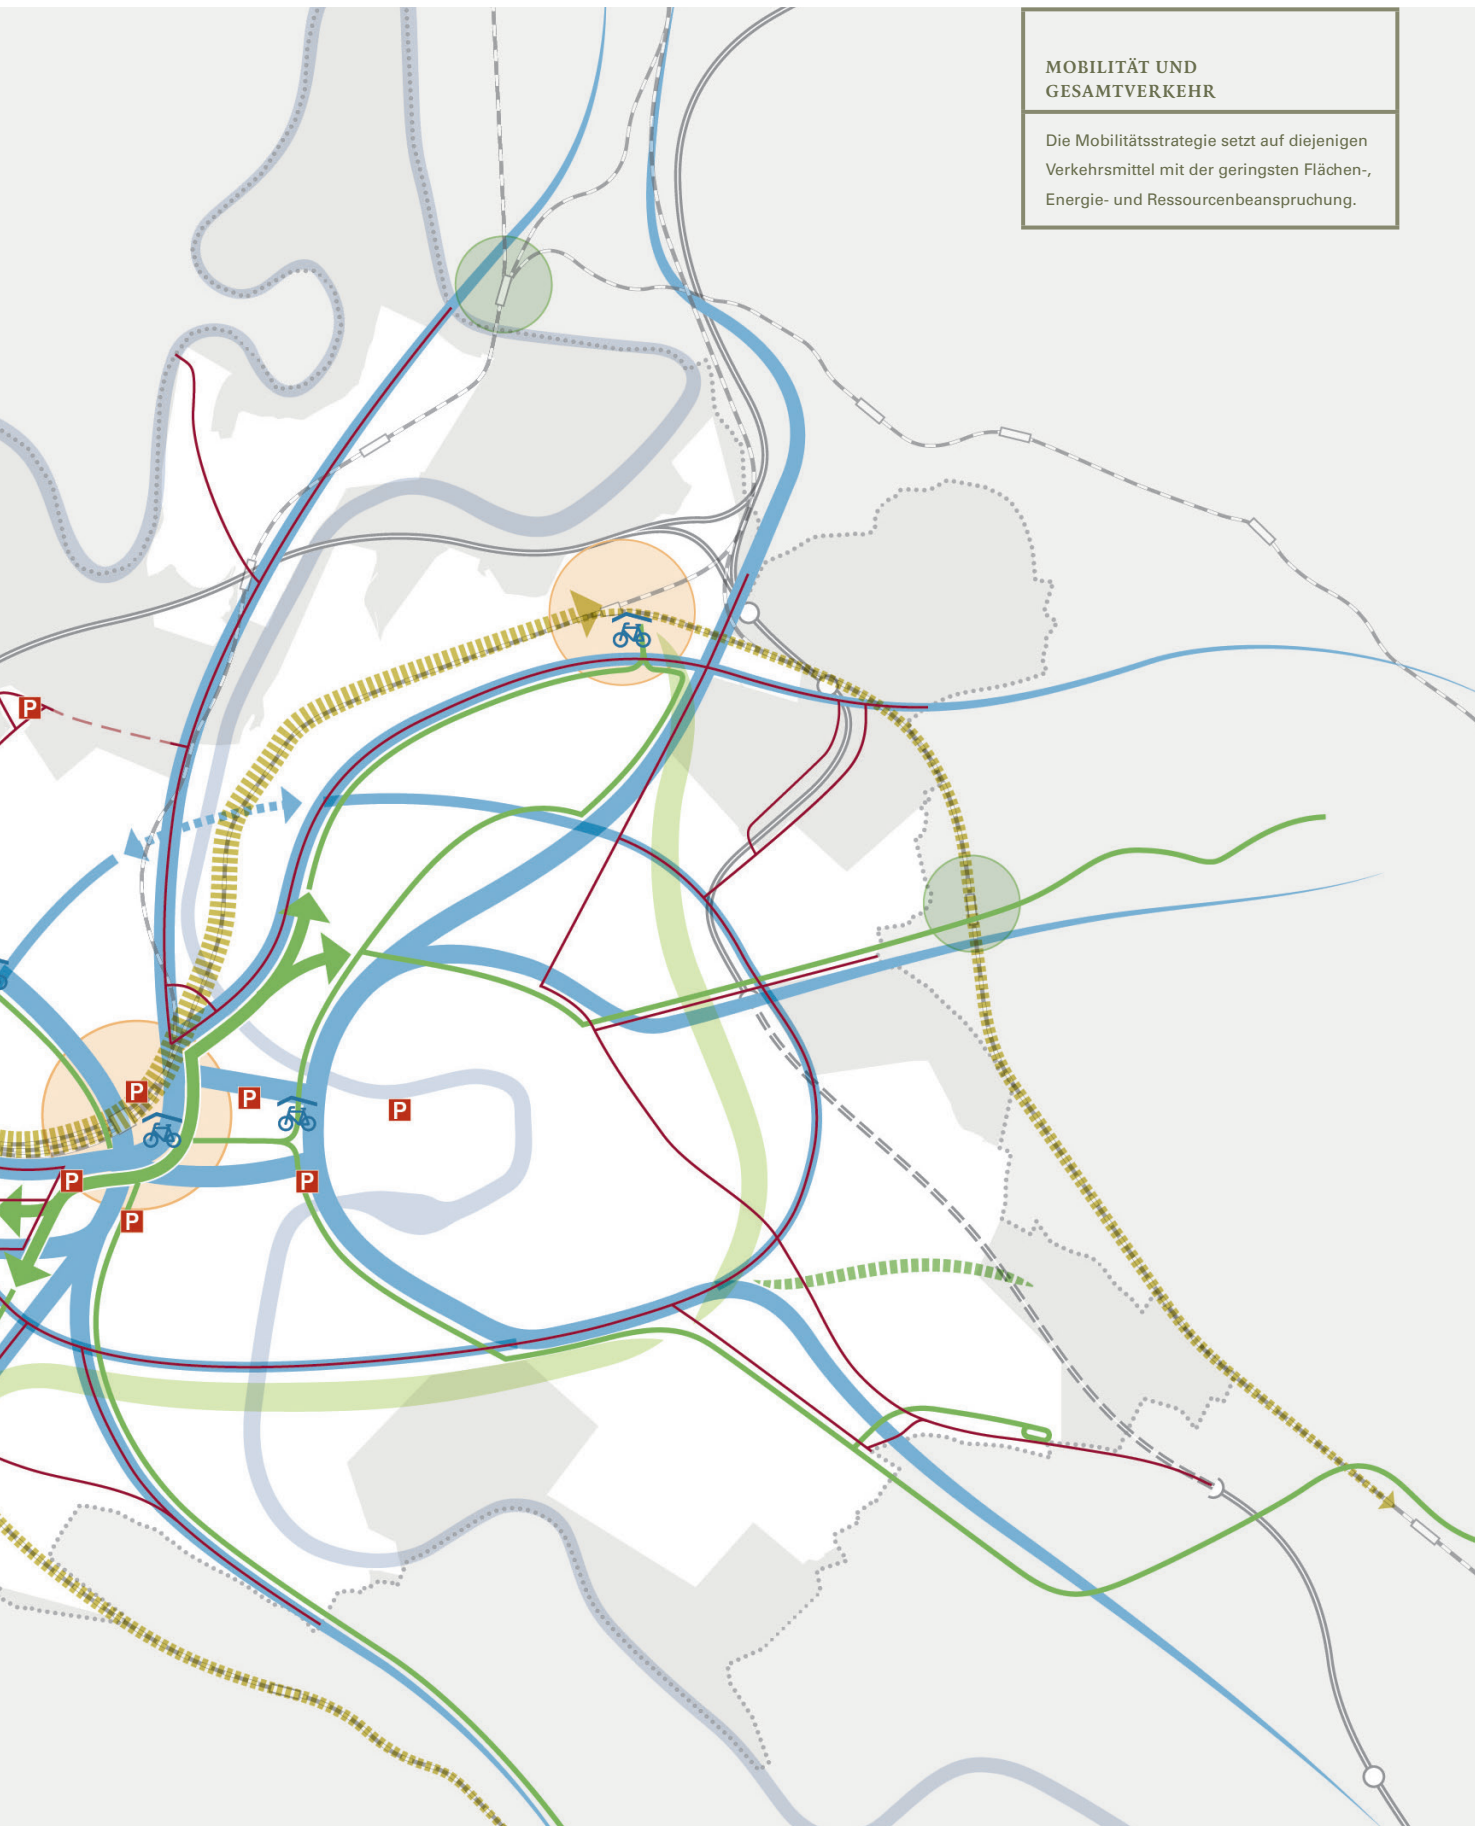 MOBILITÄT UND
GESAMTVERKEHR
Die Mobilitätsstrategie setzt auf diejenigen
Verkehrsmittel mit der geringsten Flächen-,
Energie- und Ressourcenbeanspruchung.
P
P
P
P
P
P
P